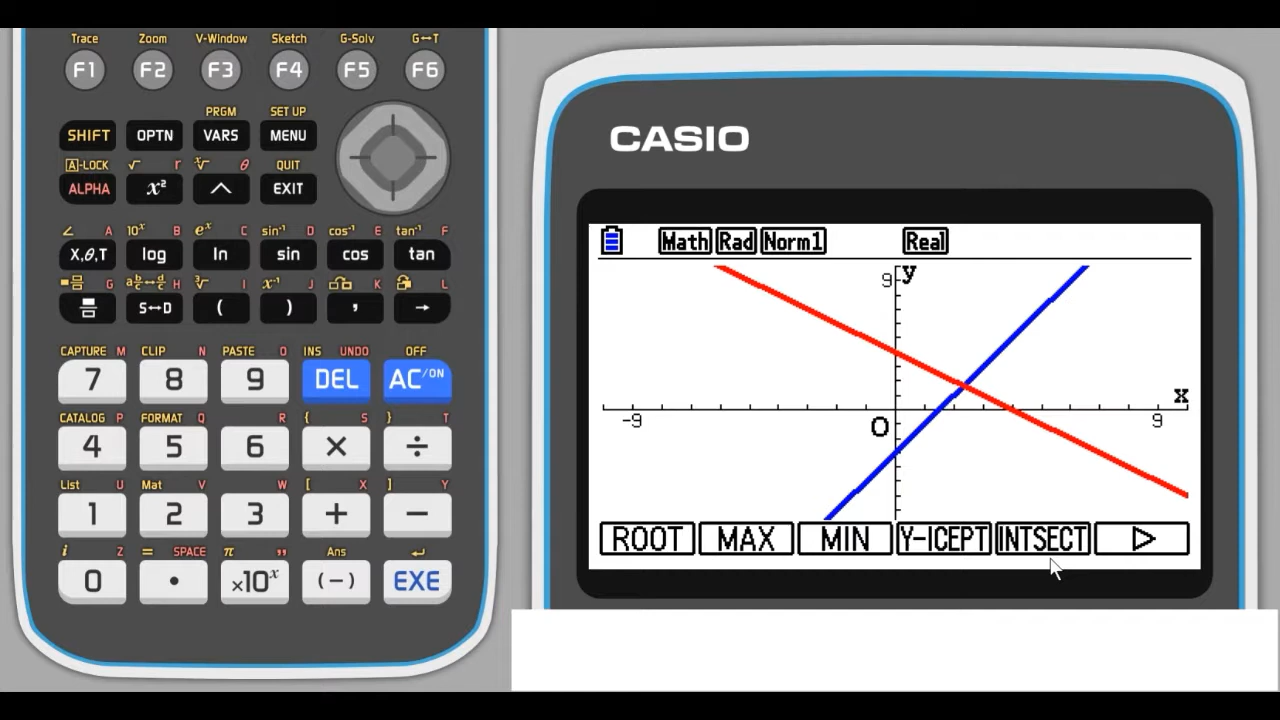 Trace Zoom V-Window Sketch G-Solv G↔T
F1 F2 F3 F4 F5 F6
PRGM SET UP
SHIFT OPTN VARS MENU
A-LOCK √ r ˣ√ θ QUIT
ALPHA x² ^ EXIT
∠ A 10ˣ B eˣ C sin⁻¹ D cos⁻¹ E tan⁻¹ F
X,θ,T log ln sin cos tan
G a b/c↔d/c H ³√ I x⁻¹ J K L
S↔D ( ) , →
CAPTURE M CLIP N PASTE O INS UNDO OFF
7 8 9 DEL AC/ON
CATALOG P FORMAT Q R { S } T
4 5 6 × ÷
List U Mat V W [ X ] Y
1 2 3 + −
i Z = SPACE π " Ans ↵
0 • ×10ˣ (−) EXE
CASIO
Math Rad Norm1 Real
9 y
x
-9 O 9
ROOT MAX MIN Y-ICEPT INTSECT ▷